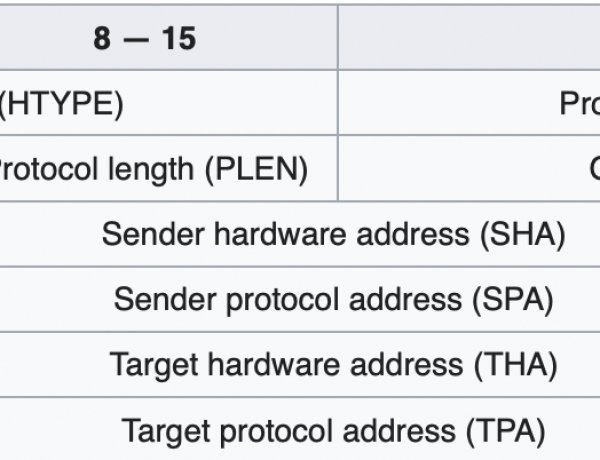 8 — 15
(HTYPE) Pro
rotocol length (PLEN)
Sender hardware address (SHA)
Sender protocol address (SPA)
Target hardware address (THA)
Target protocol address (TPA)